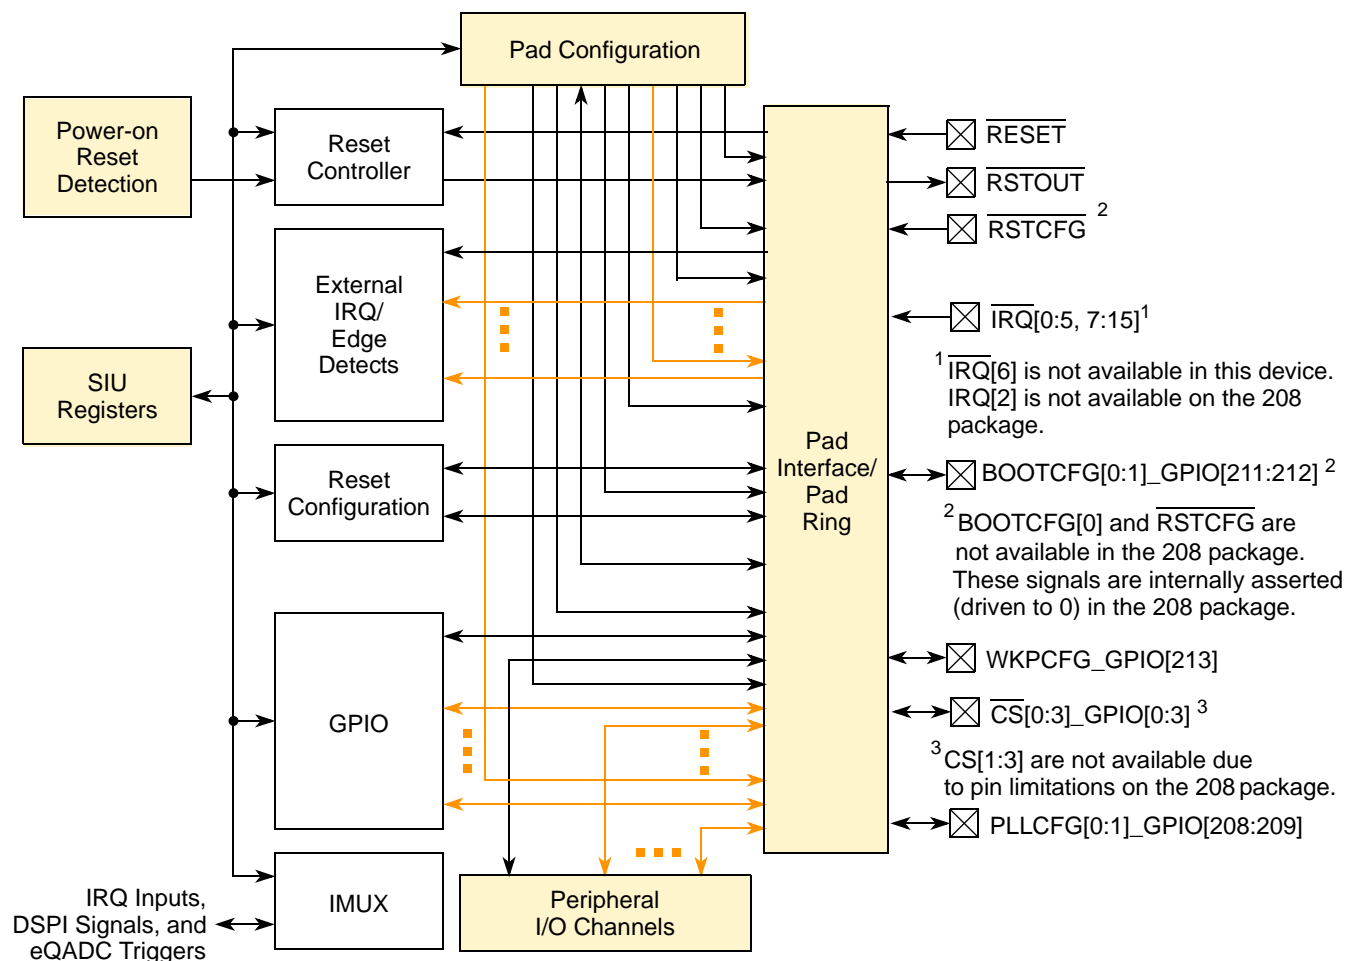 Pad Configuration
Power-on
Reset
Detection
Reset
Controller
RESET
RSTOUT
RSTCFG 2
External
IRQ/
Edge
Detects
IRQ[0:5, 7:15]1
1 IRQ[6] is not available in this device.
IRQ[2] is not available on the 208
package.
SIU
Registers
Pad
Interface/
Pad
Ring
Reset
Configuration
BOOTCFG[0:1]_GPIO[211:212] 2
2 BOOTCFG[0] and RSTCFG are
not available in the 208 package.
These signals are internally asserted
(driven to 0) in the 208 package.
WKPCFG_GPIO[213]
GPIO
CS[0:3]_GPIO[0:3] 3
3 CS[1:3] are not available due
to pin limitations on the 208 package.
PLLCFG[0:1]_GPIO[208:209]
IMUX
IRQ Inputs,
DSPI Signals, and
eQADC Triggers
Peripheral
I/O Channels